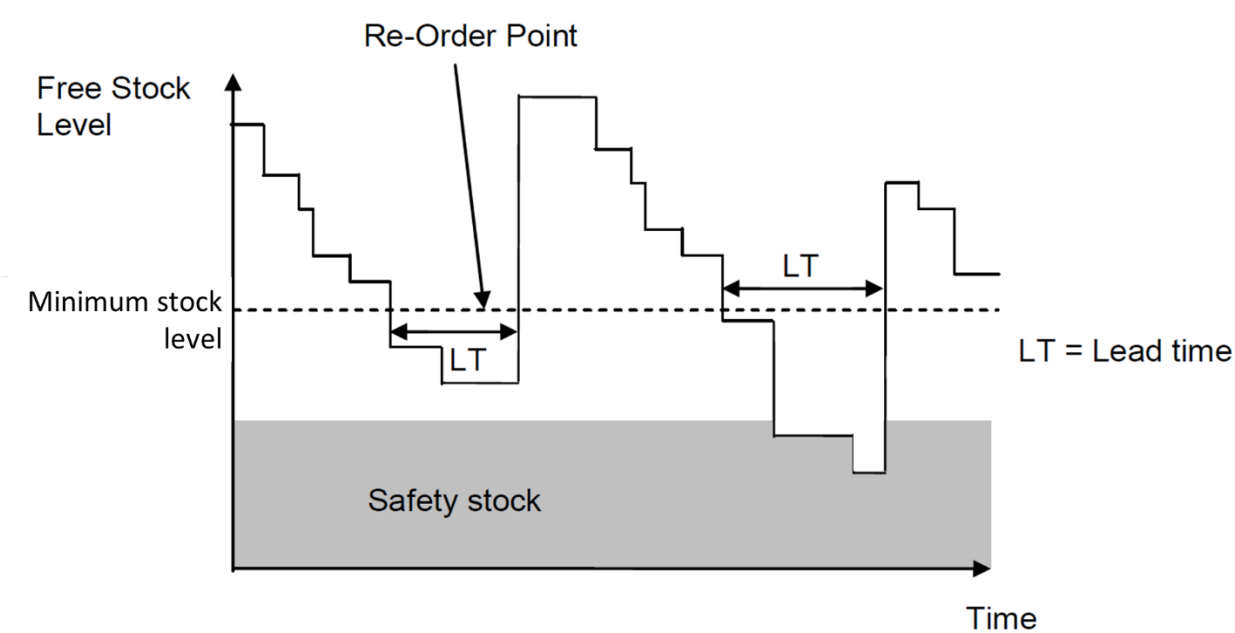 Re-Order Point
Free Stock
Level
LT
Minimum stock
level
LT
LT = Lead time
Safety stock
Time